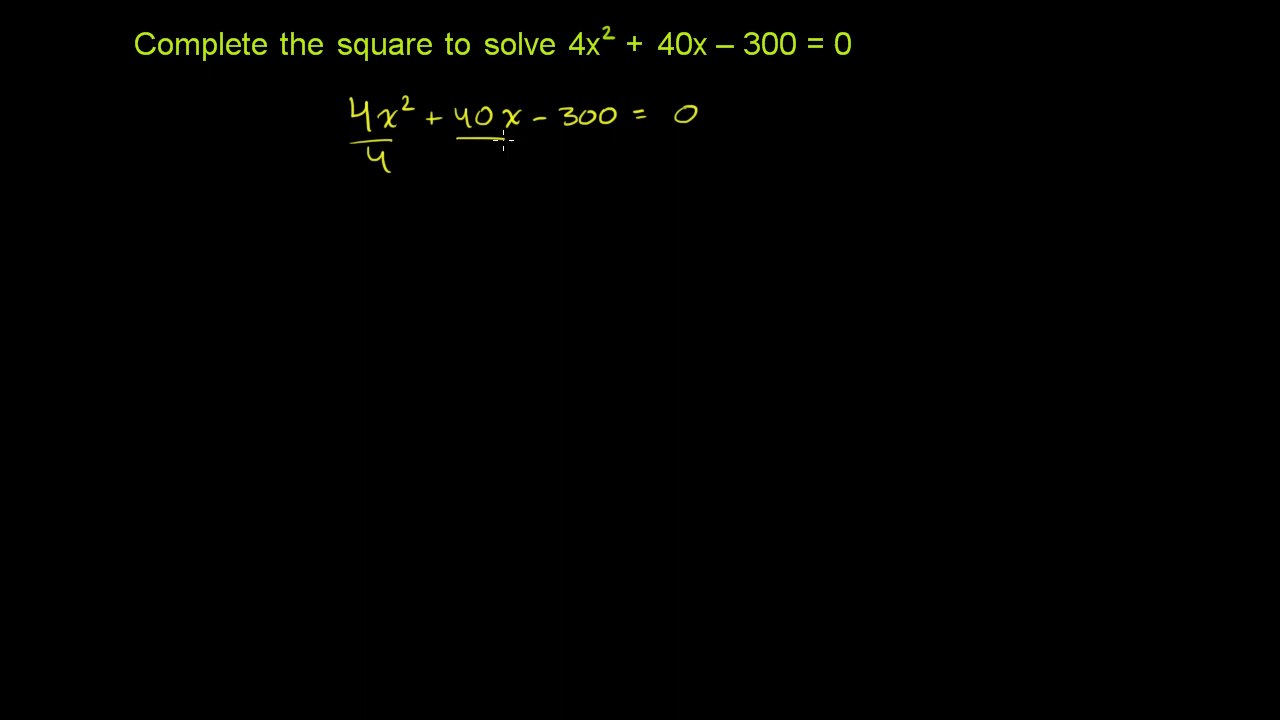 Complete the square to solve 4x² + 40x – 300 = 0
4x² + 40x - 300 = 0
4